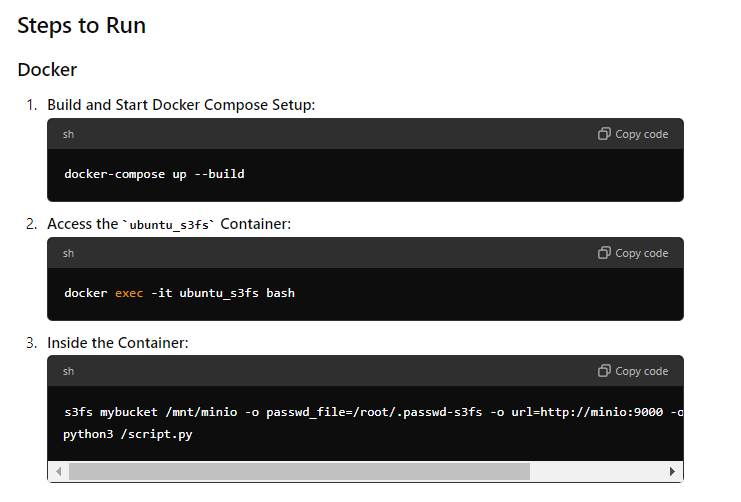 Steps to Run
Docker
1. Build and Start Docker Compose Setup:
sh Copy code
docker-compose up --build
2. Access the `ubuntu_s3fs` Container:
sh Copy code
docker exec -it ubuntu_s3fs bash
3. Inside the Container:
sh Copy code
s3fs mybucket /mnt/minio -o passwd_file=/root/.passwd-s3fs -o url=http://minio:9000 -o
python3 /script.py